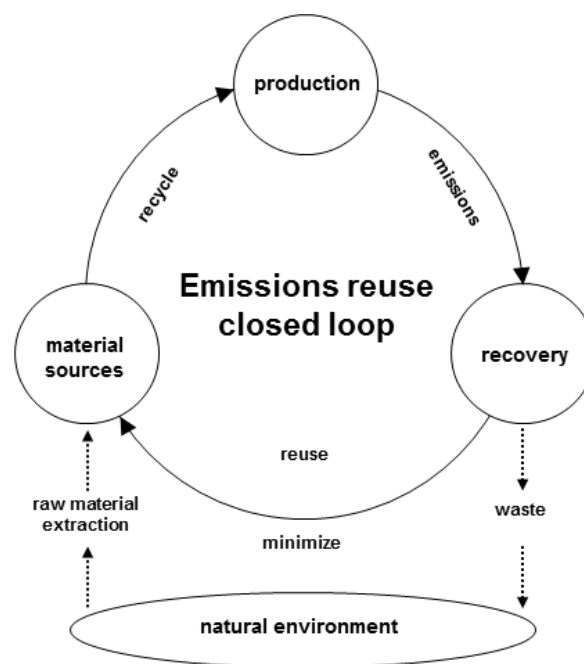 production
recycle
emissions
Emissions reuse
closed loop
material
sources
recovery
reuse
raw material
extraction
waste
minimize
natural environment